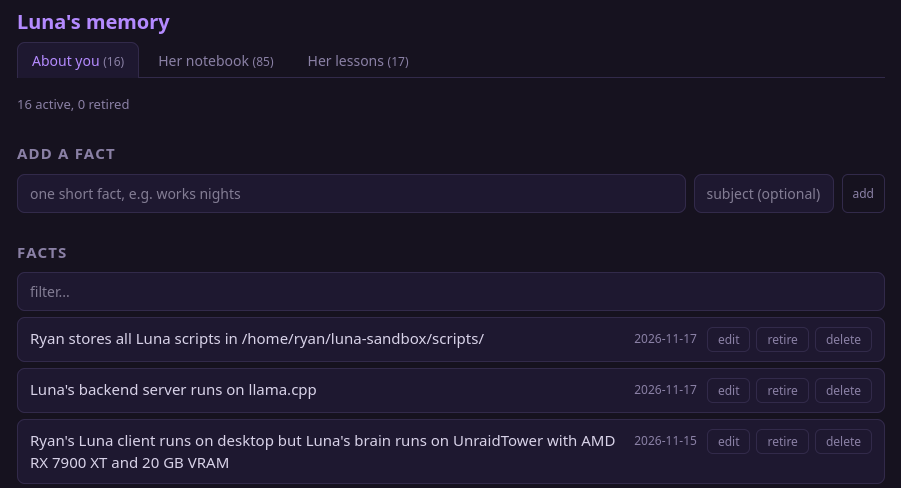 Luna's memory
About you (16) Her notebook (85) Her lessons (17)
16 active, 0 retired
ADD A FACT
one short fact, e.g. works nights subject (optional) add
FACTS
filter...
Ryan stores all Luna scripts in /home/ryan/luna-sandbox/scripts/ 2026-11-17 edit retire delete
Luna's backend server runs on llama.cpp 2026-11-17 edit retire delete
Ryan's Luna client runs on desktop but Luna's brain runs on UnraidTower with AMD 2026-11-15 edit retire delete
RX 7900 XT and 20 GB VRAM